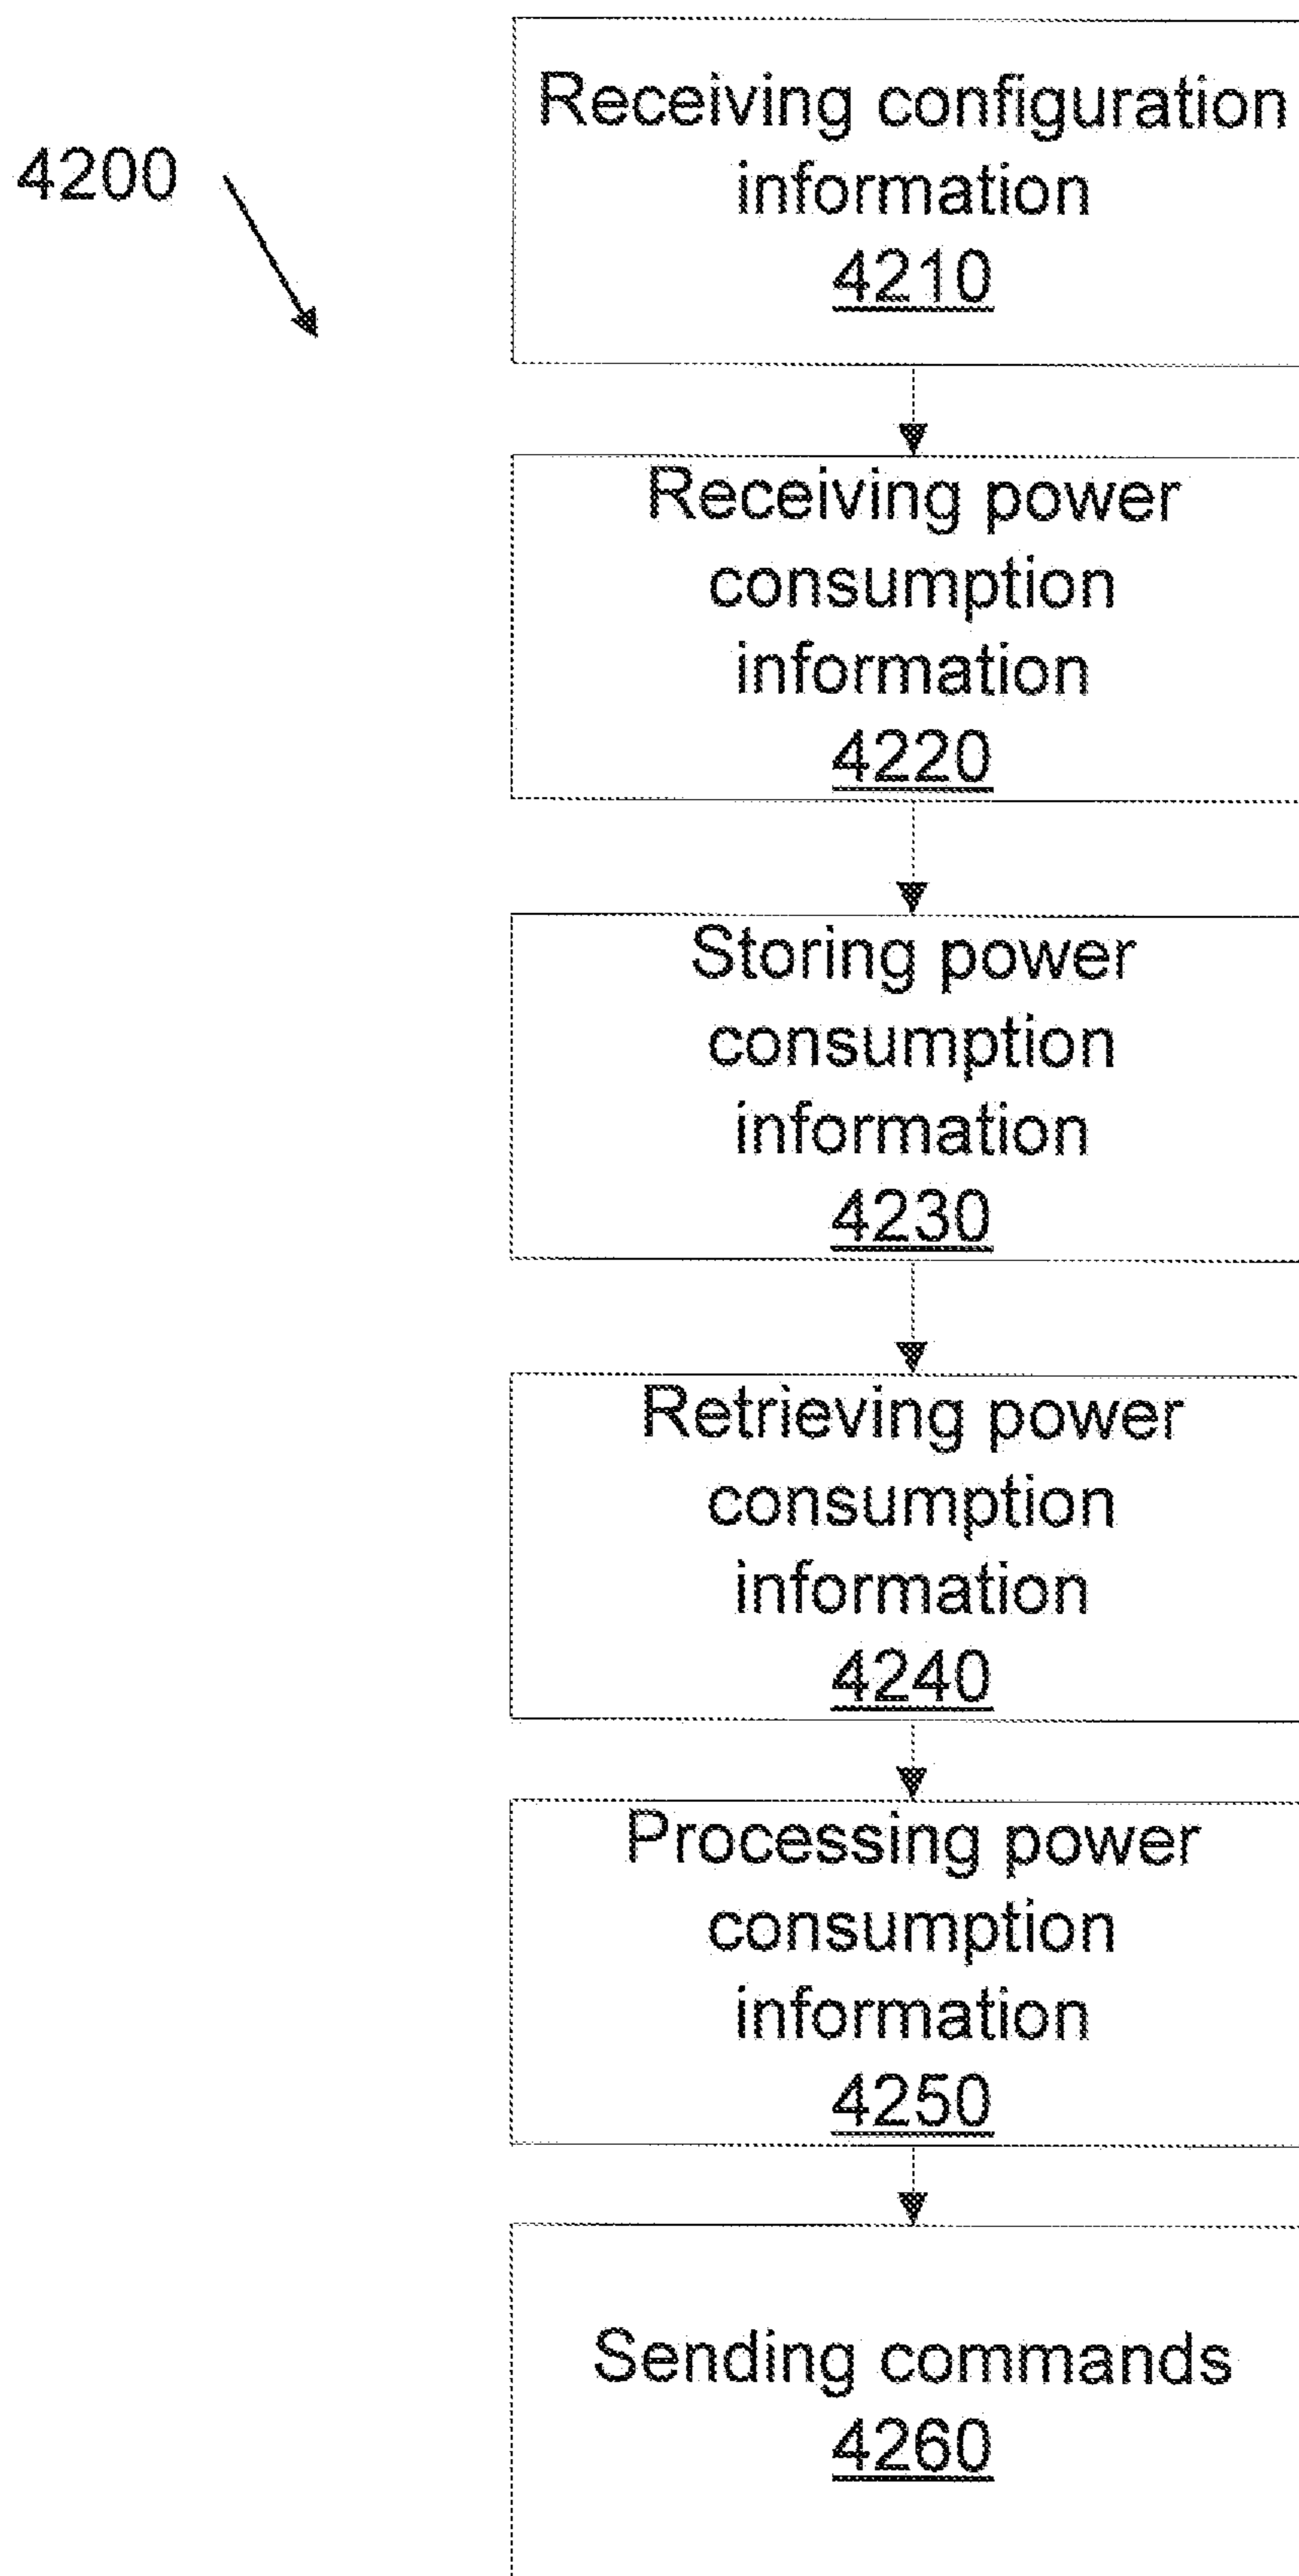 4200
Receiving configuration
information
4210
Receiving power
consumption
information
4220
Storing power
consumption
information
4230
Retrieving power
consumption
information
4240
Processing power
consumption
information
4250
Sending commands
4260